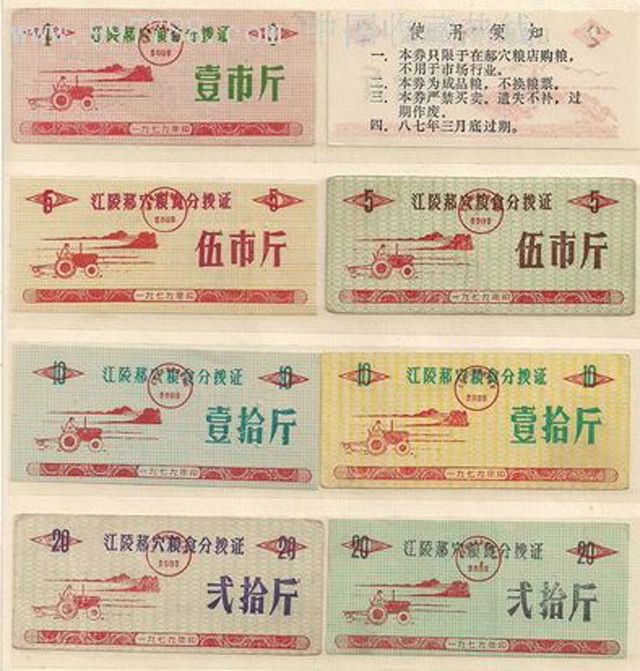 1 江陵郝穴粮食分拨证
壹市斤
一九七九年印
使用须知
一. 本券只限于在郝穴粮店购粮,
不用于市场行业。
二. 本券为成品粮, 不换粮票。
三. 本券严禁买卖, 遗失不补, 过
期作废。
四. 八七年三月底过期。
5 江陵郝穴粮食分拨证 5
伍市斤
一九七九年印
5 江陵郝穴粮食分拨证 5
伍市斤
一九七九年印
10 江陵郝穴粮食分拨证 10
壹拾斤
一九七九年印
10 江陵郝穴粮食分拨证 10
壹拾斤
一九七九年印
20 江陵郝穴粮食分拨证 20
弍拾斤
一九七九年印
20 江陵郝穴粮食分拨证 20
弍拾斤
一九七九年印